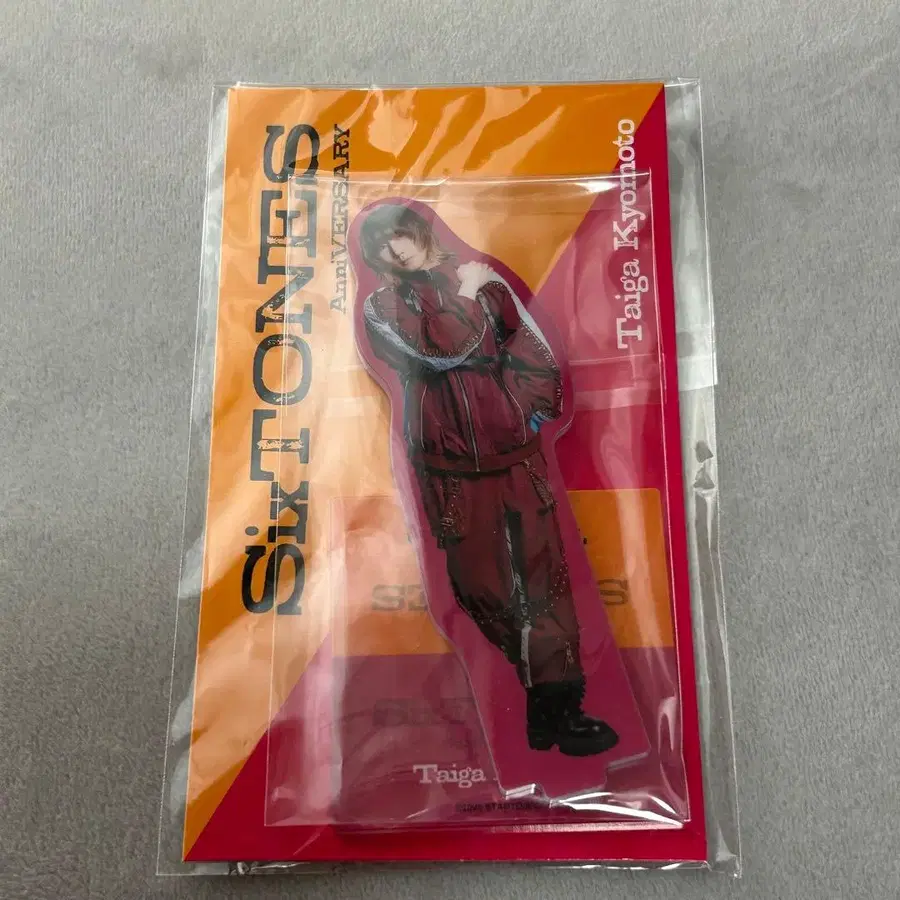 SixTONES
AnniVERSARY
Taiga Kyomoto
Taiga